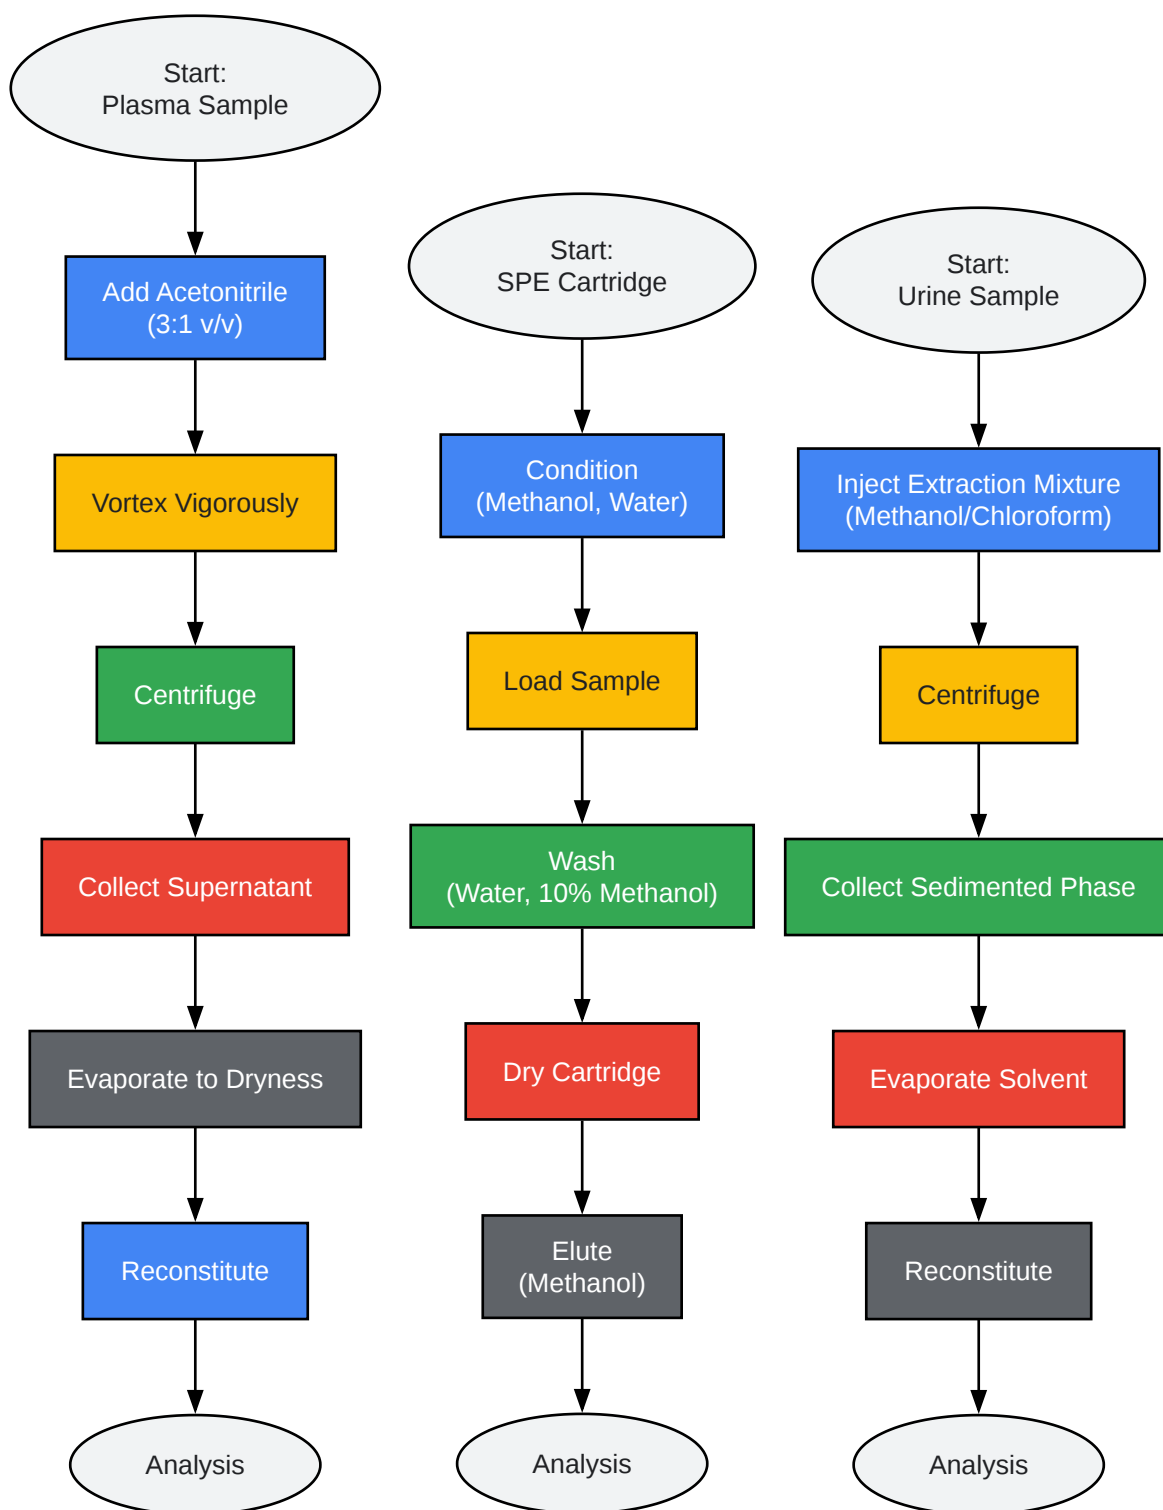 Start:
Plasma Sample
Add Acetonitrile
(3:1 v/v)
Vortex Vigorously
Centrifuge
Collect Supernatant
Evaporate to Dryness
Reconstitute
Analysis
Start:
SPE Cartridge
Condition
(Methanol, Water)
Load Sample
Wash
(Water, 10% Methanol)
Dry Cartridge
Elute
(Methanol)
Analysis
Start:
Urine Sample
Inject Extraction Mixture
(Methanol/Chloroform)
Centrifuge
Collect Sedimented Phase
Evaporate Solvent
Reconstitute
Analysis